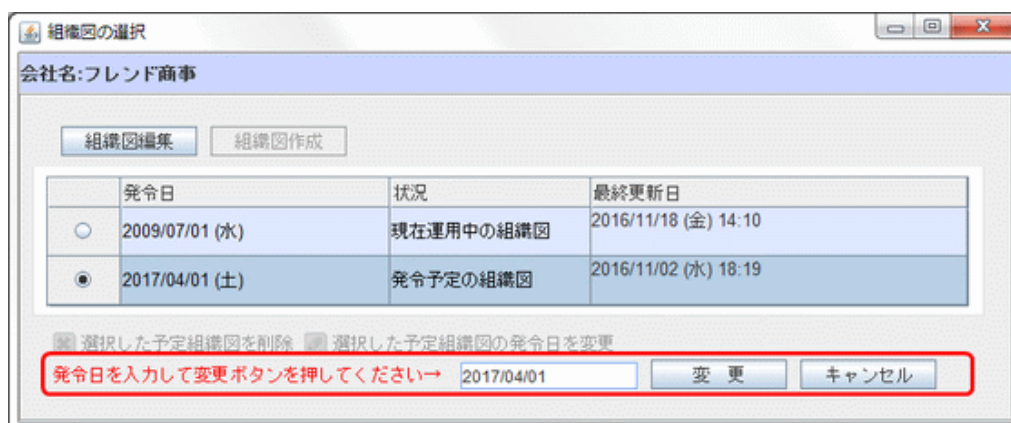 組織図の選択
会社名:フレンド商事
組織図編集 組織図作成
発令日 状況 最終更新日
2009/07/01 (水) 現在運用中の組織図 2016/11/18 (金) 14:10
2017/04/01 (土) 発令予定の組織図 2016/11/02 (水) 18:19
選択した予定組織図を削除 選択した予定組織図の発令日を変更
発令日を入力して変更ボタンを押してください→ 2017/04/01 変 更 キャンセル